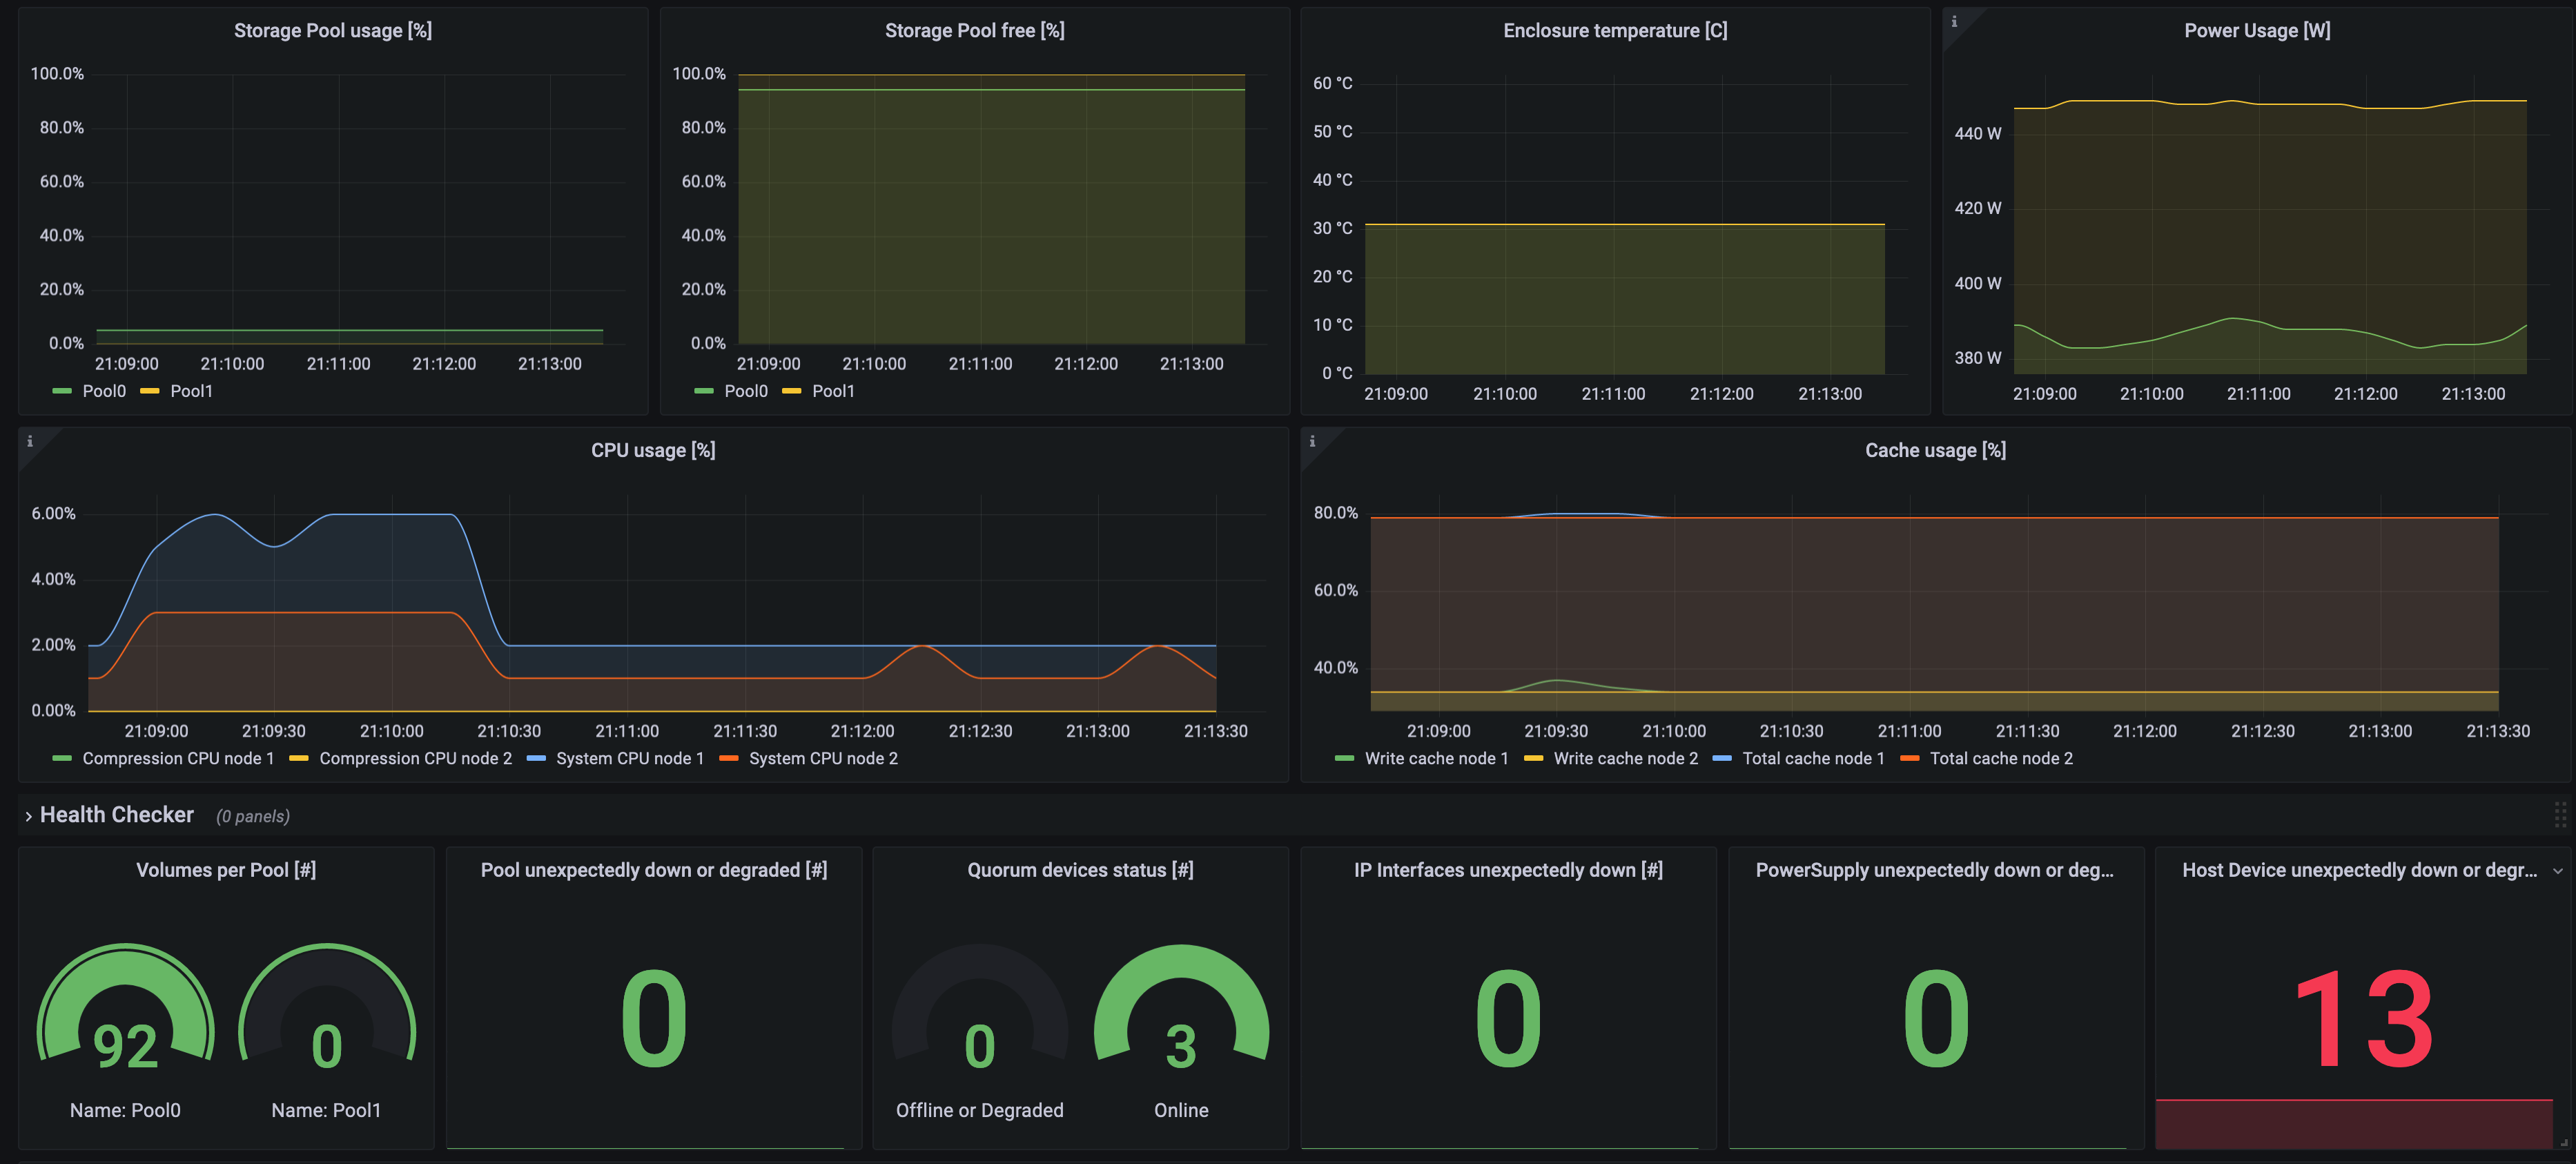 Storage Pool usage [%]
100.0%
80.0%
60.0%
40.0%
20.0%
0.0%
21:09:00 21:10:00 21:11:00 21:12:00 21:13:00
Pool0 Pool1
Storage Pool free [%]
100.0%
80.0%
60.0%
40.0%
20.0%
0.0%
21:09:00 21:10:00 21:11:00 21:12:00 21:13:00
Pool0 Pool1
Enclosure temperature [C]
60 °C
50 °C
40 °C
30 °C
20 °C
10 °C
0 °C
21:09:00 21:10:00 21:11:00 21:12:00 21:13:00
i
Power Usage [W]
440 W
420 W
400 W
380 W
21:09:00 21:10:00 21:11:00 21:12:00 21:13:00
i
CPU usage [%]
6.00%
4.00%
2.00%
0.00%
21:09:00 21:09:30 21:10:00 21:10:30 21:11:00 21:11:30 21:12:00 21:12:30 21:13:00 21:13:30
Compression CPU node 1 Compression CPU node 2 System CPU node 1 System CPU node 2
i
Cache usage [%]
80.0%
60.0%
40.0%
21:09:00 21:09:30 21:10:00 21:10:30 21:11:00 21:11:30 21:12:00 21:12:30 21:13:00 21:13:30
Write cache node 1 Write cache node 2 Total cache node 1 Total cache node 2
Health Checker (0 panels)
Volumes per Pool [#]
92 0
Name: Pool0 Name: Pool1
Pool unexpectedly down or degraded [#]
0
Quorum devices status [#]
0 3
Offline or Degraded Online
IP Interfaces unexpectedly down [#]
0
PowerSupply unexpectedly down or deg...
0
Host Device unexpectedly down or degr...
13